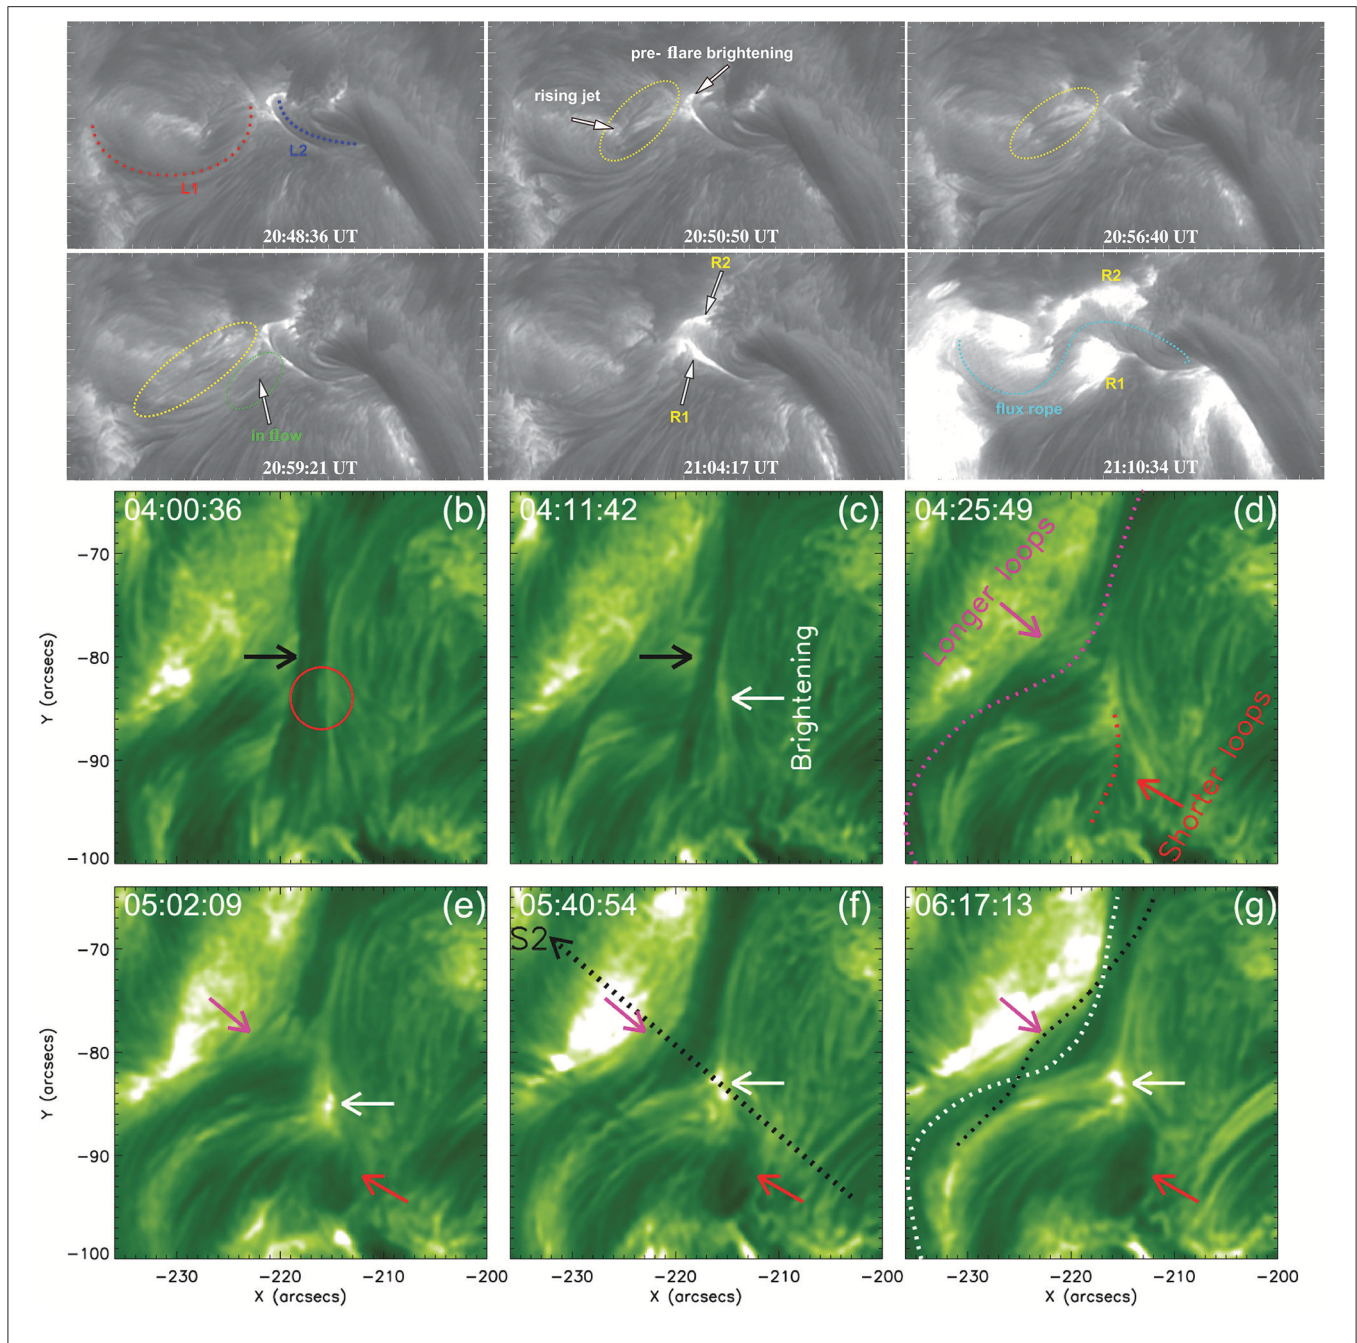 L1
L2
20:48:36 UT
pre- flare brightening
rising jet
20:50:50 UT
20:56:40 UT
in flow
20:59:21 UT
R2
R1
21:04:17 UT
R2
R1
flux rope
21:10:34 UT
04:00:36 (b)
04:11:42 (c)
Brightening
04:25:49 (d)
Longer loops
Shorter loops
Y (arcsecs)
-70
-80
-90
-100
05:02:09 (e)
05:40:54 (f)
S2
06:17:13 (g)
Y (arcsecs)
-70
-80
-90
-100
-230 -220 -210 -200
-230 -220 -210 -200
-230 -220 -210 -200
X (arcsecs)
X (arcsecs)
X (arcsecs)